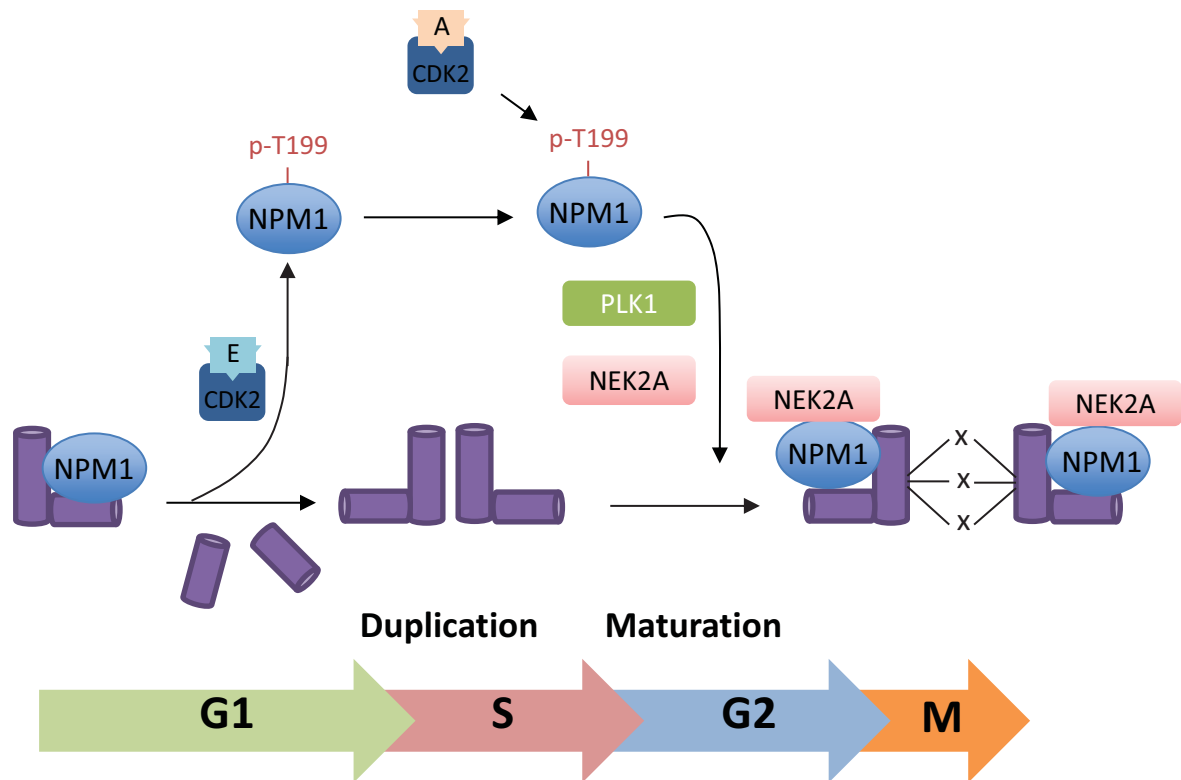 A
CDK2
p-T199
p-T199
NPM1
NPM1
PLK1
E
CDK2
NEK2A
NEK2A
NEK2A
NPM1
NPM1
NPM1
X
X
X
Duplication
Maturation
G1
S
G2
M